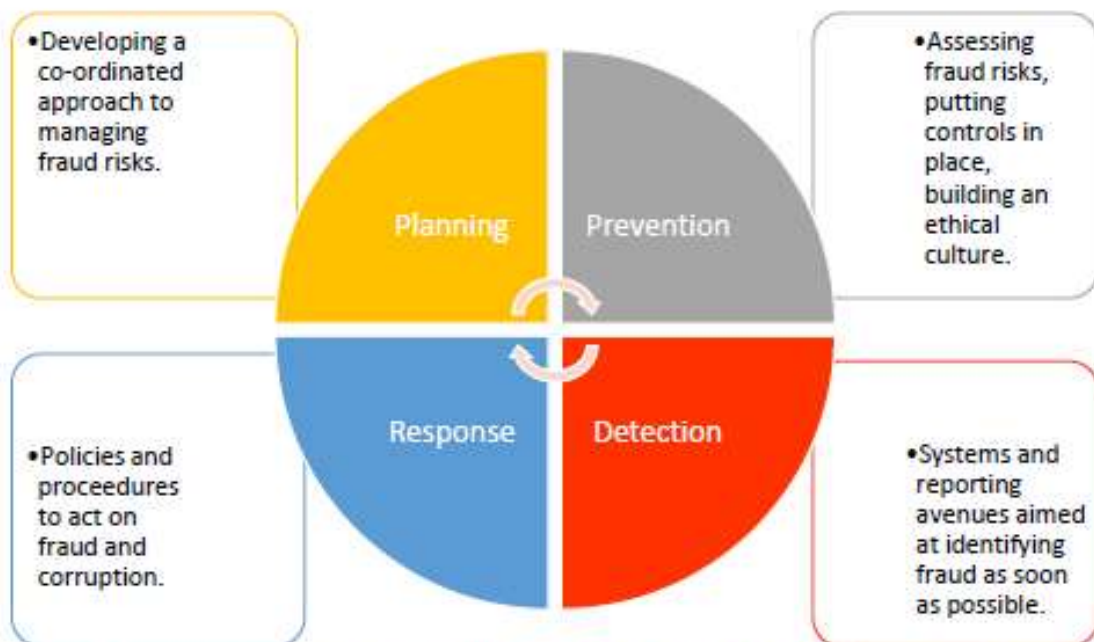 •Developing a
co-ordinated
approach to
managing
fraud risks.
•Assessing
fraud risks,
putting
controls in
place,
building an
ethical
culture.
Planning
Prevention
Response
Detection
•Policies and
proceedures
to act on
fraud and
corruption.
•Systems and
reporting
avenues aimed
at identifying
fraud as soon
as possible.